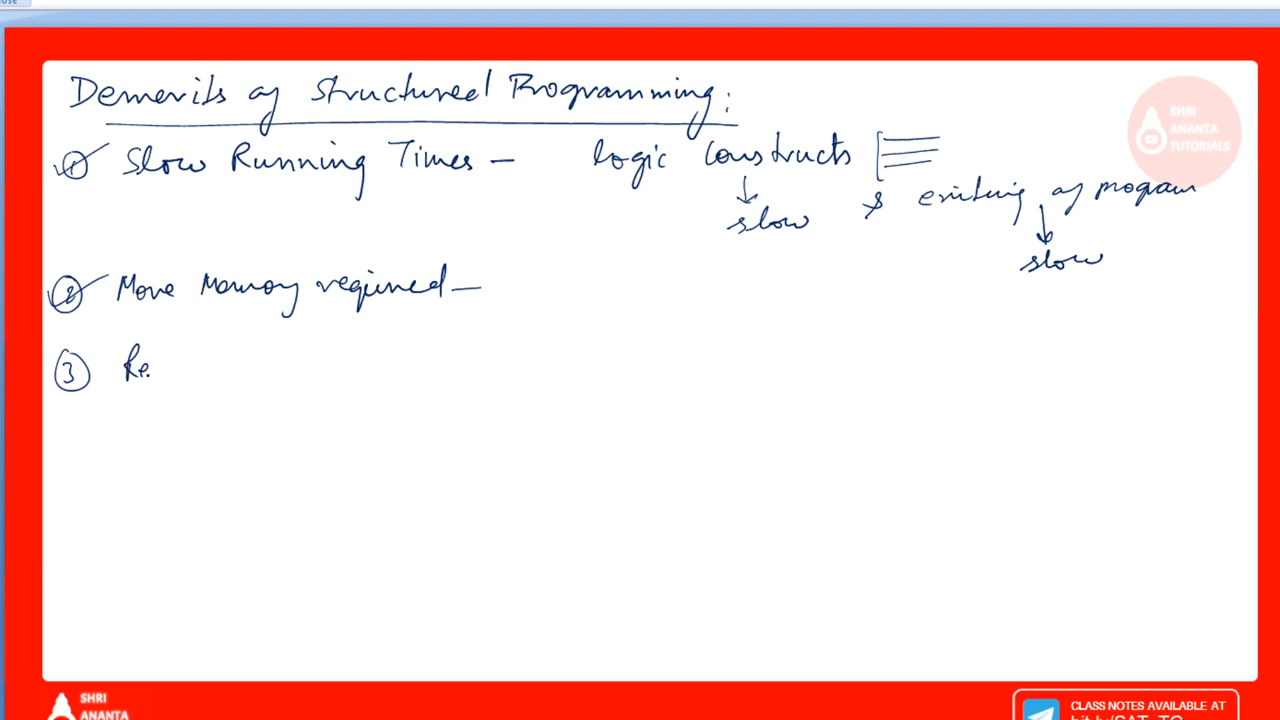 Demerits of Structured Programming:
① Slow Running Times - logic constructs
slow & exiting of program
slow
② More Memory required -
③ Re
SHRI
ANANTA
TUTORIALS
SHRI
ANANTA
CLASS NOTES AVAILABLE AT